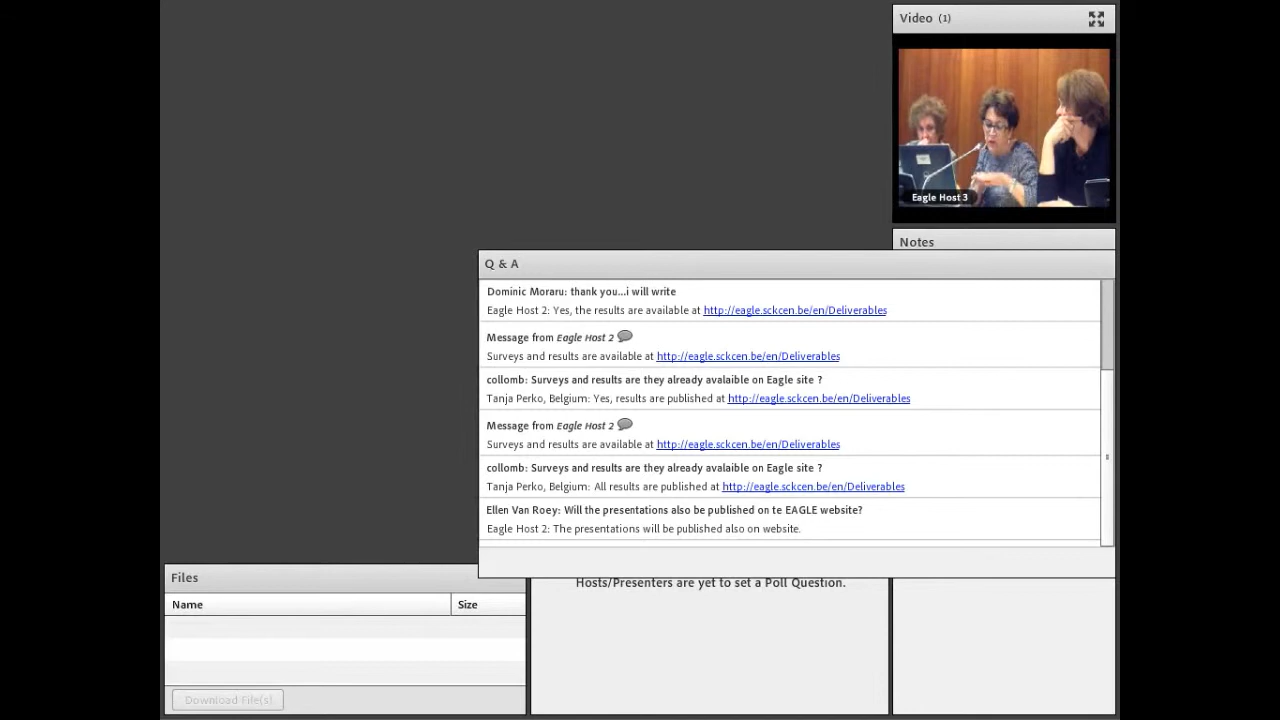 Video (1)
Eagle Host 3
Notes
Q & A
Dominic Moraru: thank you...i will write
Eagle Host 2: Yes, the results are available at http://eagle.sckcen.be/en/Deliverables
Message from Eagle Host 2
Surveys and results are available at http://eagle.sckcen.be/en/Deliverables
collomb: Surveys and results are they already avalaible on Eagle site ?
Tanja Perko, Belgium: Yes, results are published at http://eagle.sckcen.be/en/Deliverables
Message from Eagle Host 2
Surveys and results are available at http://eagle.sckcen.be/en/Deliverables
collomb: Surveys and results are they already avalaible on Eagle site ?
Tanja Perko, Belgium: All results are published at http://eagle.sckcen.be/en/Deliverables
Ellen Van Roey: Will the presentations also be published on te EAGLE website?
Eagle Host 2: The presentations will be published also on website.
Files
Hosts/Presenters are yet to set a Poll Question.
Name Size
Download File(s)